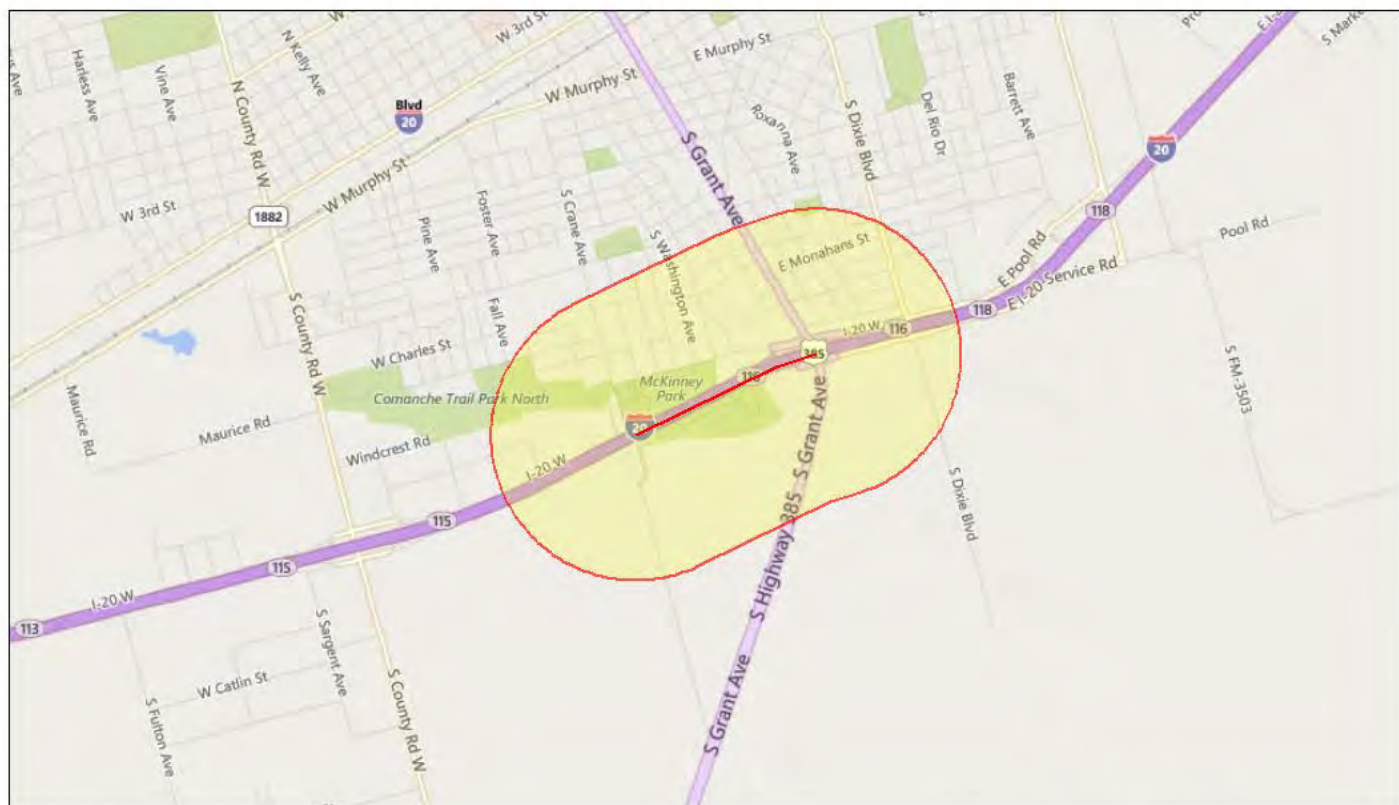 W 3rd St
E Murphy St
E I-20
S Market
Harless Ave
Vine Ave
N Kelly Ave
W 3rd St
N County Rd W
Blvd
20
W Murphy St
S Grant Ave
Roxanna Ave
S Dixie Blvd
Del Rio Dr
Barrett Ave
20
W Murphy St
W 3rd St
1882
Pine Ave
Foster Ave
S Crane Ave
S Washington Ave
E Monahans St
118
E Pool Rd
Pool Rd
E I-20 Service Rd
S County Rd W
Fall Ave
I-20 W
116
118
385
W Charles St
McKinney
Park
116
Comanche Trail Park North
Maurice Rd
Maurice Rd
Windcrest Rd
20
S Grant Ave
S FM-3503
I-20 W
S Highway 385
S Dixie Blvd
115
115
I-20 W
113
S Sargent Ave
W Catlin St
S Fulton Ave
S County Rd W
S Grant Ave